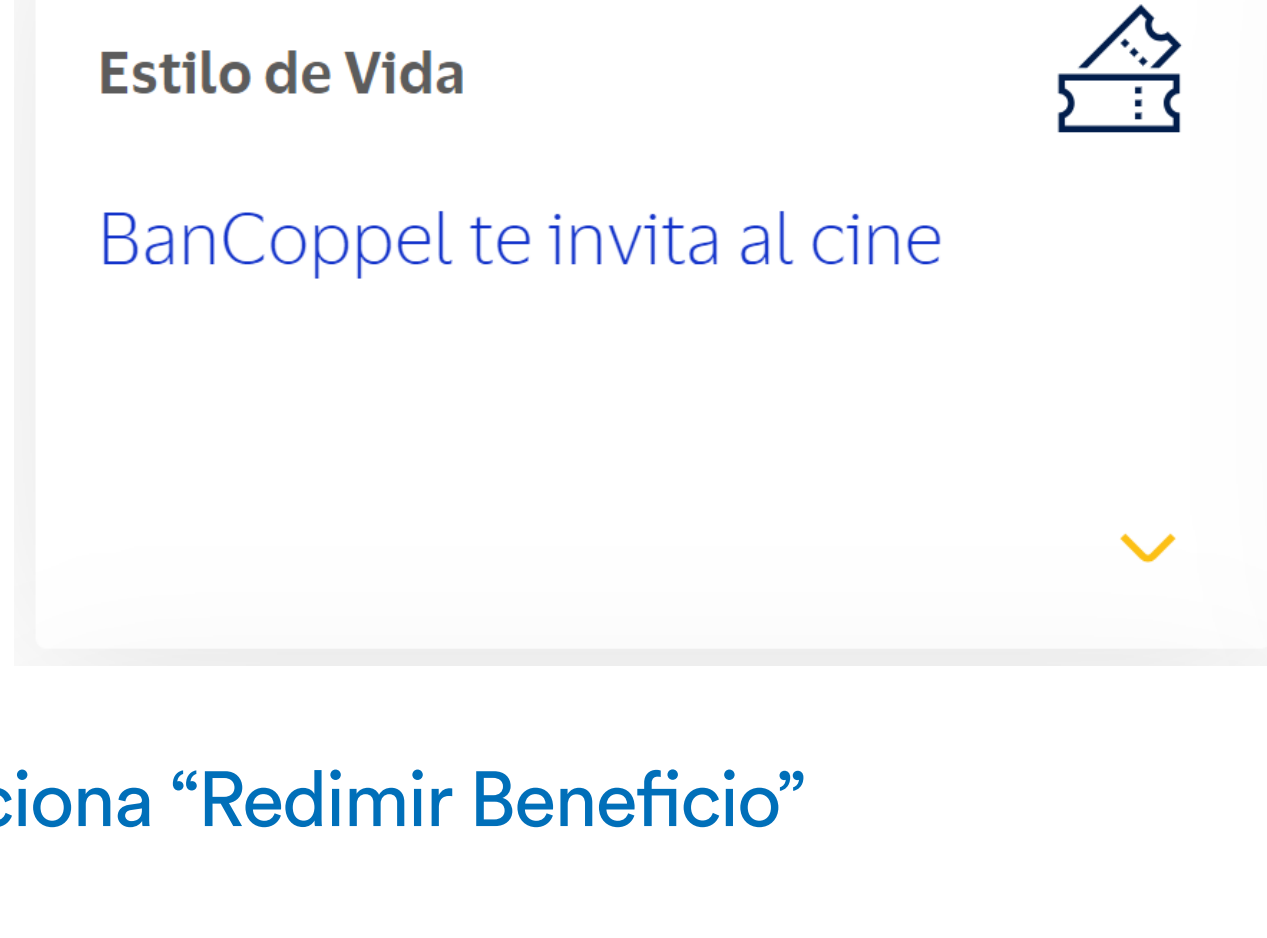 Estilo de Vida
BanCoppel te invita al cine
ciona “Redimir Beneficio”